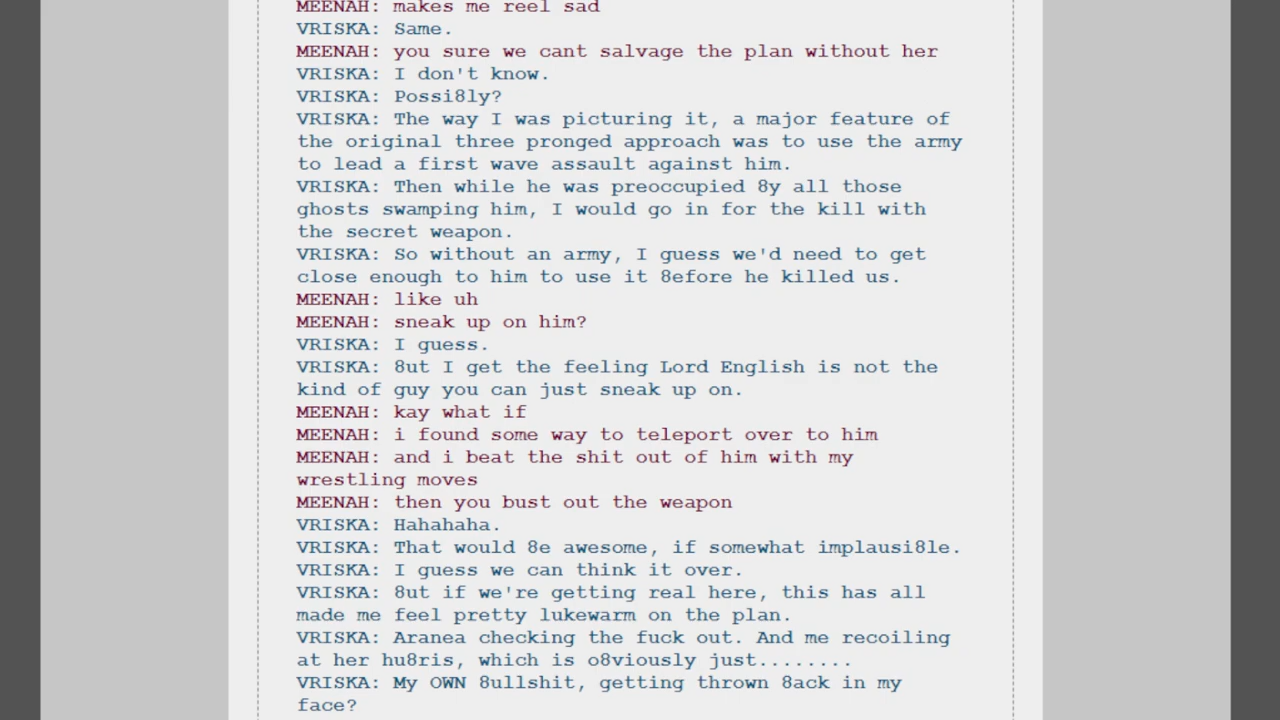 MEENAH: makes me reel sad
VRISKA: Same.
MEENAH: you sure we cant salvage the plan without her
VRISKA: I don't know.
VRISKA: Possi8ly?
VRISKA: The way I was picturing it, a major feature of
the original three pronged approach was to use the army
to lead a first wave assault against him.
VRISKA: Then while he was preoccupied 8y all those
ghosts swamping him, I would go in for the kill with
the secret weapon.
VRISKA: So without an army, I guess we'd need to get
close enough to him to use it 8efore he killed us.
MEENAH: like uh
MEENAH: sneak up on him?
VRISKA: I guess.
VRISKA: 8ut I get the feeling Lord English is not the
kind of guy you can just sneak up on.
MEENAH: kay what if
MEENAH: i found some way to teleport over to him
MEENAH: and i beat the shit out of him with my
wrestling moves
MEENAH: then you bust out the weapon
VRISKA: Hahahaha.
VRISKA: That would 8e awesome, if somewhat implausi8le.
VRISKA: I guess we can think it over.
VRISKA: 8ut if we're getting real here, this has all
made me feel pretty lukewarm on the plan.
VRISKA: Aranea checking the fuck out. And me recoiling
at her hu8ris, which is o8viously just........
VRISKA: My OWN 8ullshit, getting thrown 8ack in my
face?